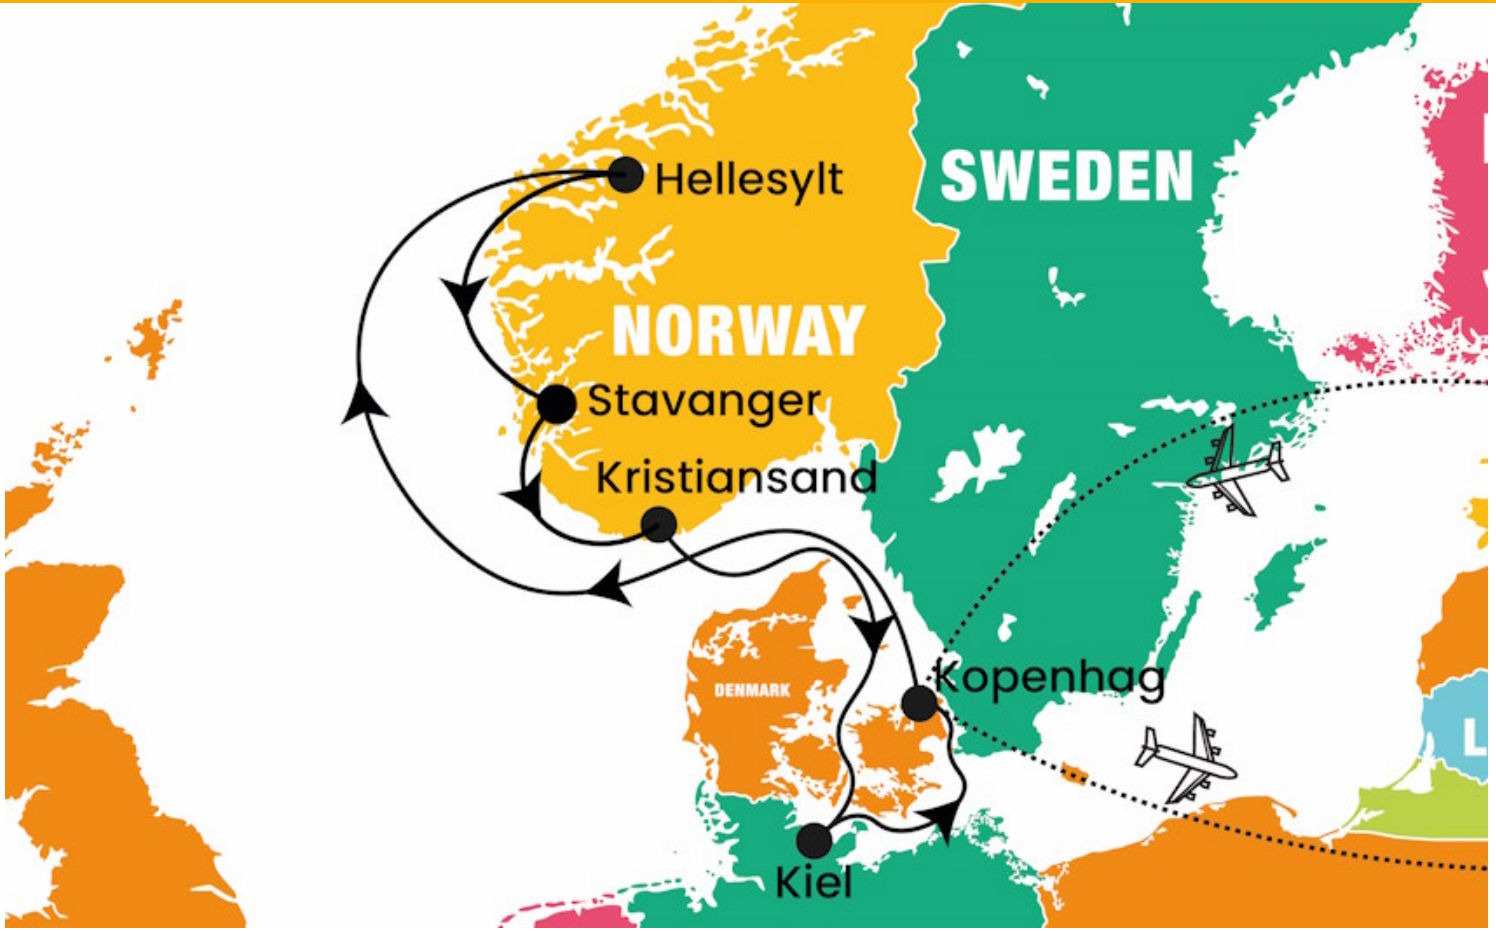 Hellesylt
SWEDEN
NORWAY
Stavanger
Kristiansand
Kopenhag
DENMARK
L
Kiel